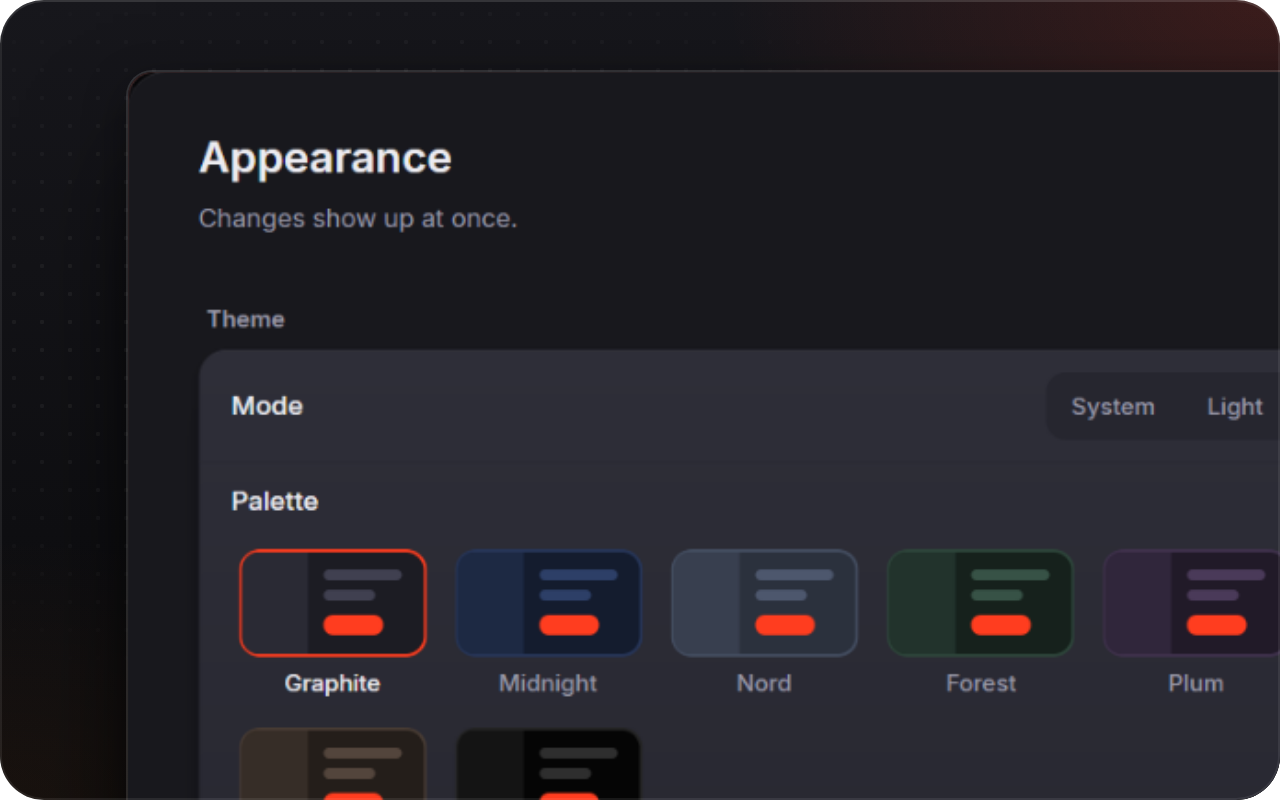 Appearance
Changes show up at once.
Theme
Mode
System Light
Palette
Graphite Midnight Nord Forest Plum